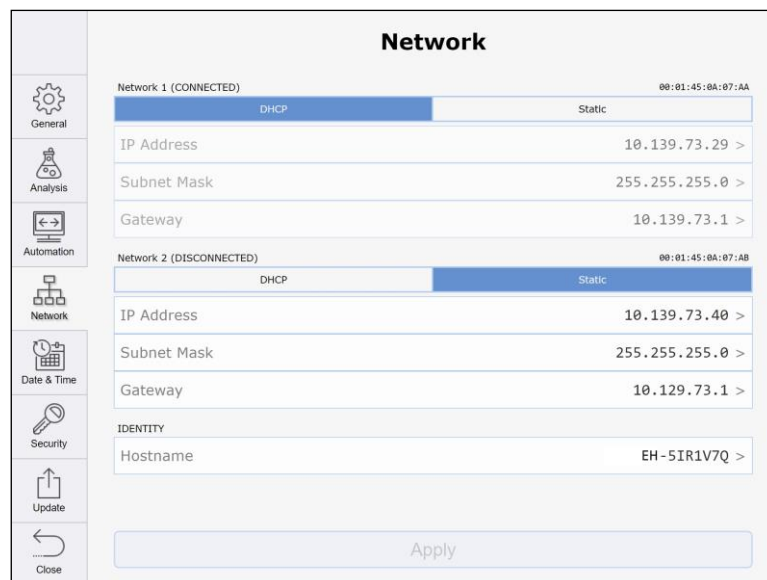 Network
Network 1 (CONNECTED) 00:01:45:0A:07:AA
DHCP Static
IP Address 10.139.73.29 >
Subnet Mask 255.255.255.0 >
Gateway 10.139.73.1 >
Network 2 (DISCONNECTED) 00:01:45:0A:07:AB
DHCP Static
IP Address 10.139.73.40 >
Subnet Mask 255.255.255.0 >
Gateway 10.129.73.1 >
IDENTITY
Hostname EH-5IR1V7Q >
Apply
General
Analysis
Automation
Network
Date & Time
Security
Update
Close